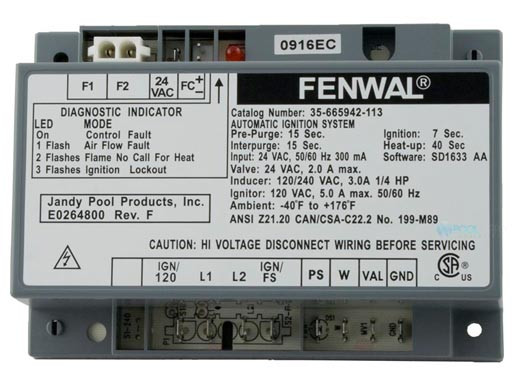 0916EC
F1 F2 24 VAC FC + -
FENWAL®
DIAGNOSTIC INDICATOR
LED MODE
On Control Fault
1 Flash Air Flow Fault
2 Flashes Flame No Call For Heat
3 Flashes Ignition Lockout
Jandy Pool Products, Inc.
E0264800 Rev. F
Catalog Number: 35-665942-113
AUTOMATIC IGNITION SYSTEM
Pre-Purge: 15 Sec. Ignition: 7 Sec.
Interpurge: 15 Sec. Heat-up: 40 Sec
Input: 24 VAC, 50/60 Hz 300 mA Software: SD1633 AA
Valve: 24 VAC, 2.0 A max.
Inducer: 120/240 VAC, 3.0A 1/4 HP
Ignitor: 120 VAC, 5.0 A max. 50/60 Hz
Ambient: -40°F to +176°F
ANSI Z21.20 CAN/CSA-C22.2 No. 199-M89
CAUTION: HI VOLTAGE DISCONNECT WIRING BEFORE SERVICING
IGN/ 120 L1 L2 IGN/ FS PS W VAL GND
C SA US